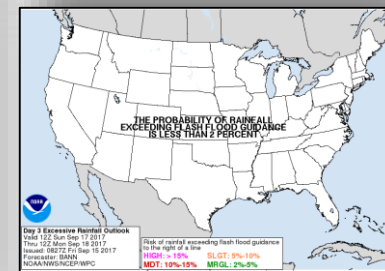 THE PROBABILITY OF RAINFALL
EXCEEDING FLASH FLOOD GUIDANCE
IS LESS THAN 2 PERCENT
NOAA
Day 3 Excessive Rainfall Outlook
Valid 12Z Sun Sep 17 2017
Thru 12Z Mon Sep 18 2017
Issued: 0827Z Fri Sep 15 2017
Forecaster: BANN
NOAA/NWS/NCEP/WPC
Risk of rainfall exceeding flash flood guidance
to the right of a line
HIGH: > 15% SLGT: 5%-10%
MDT: 10%-15% MRGL: 2%-5%